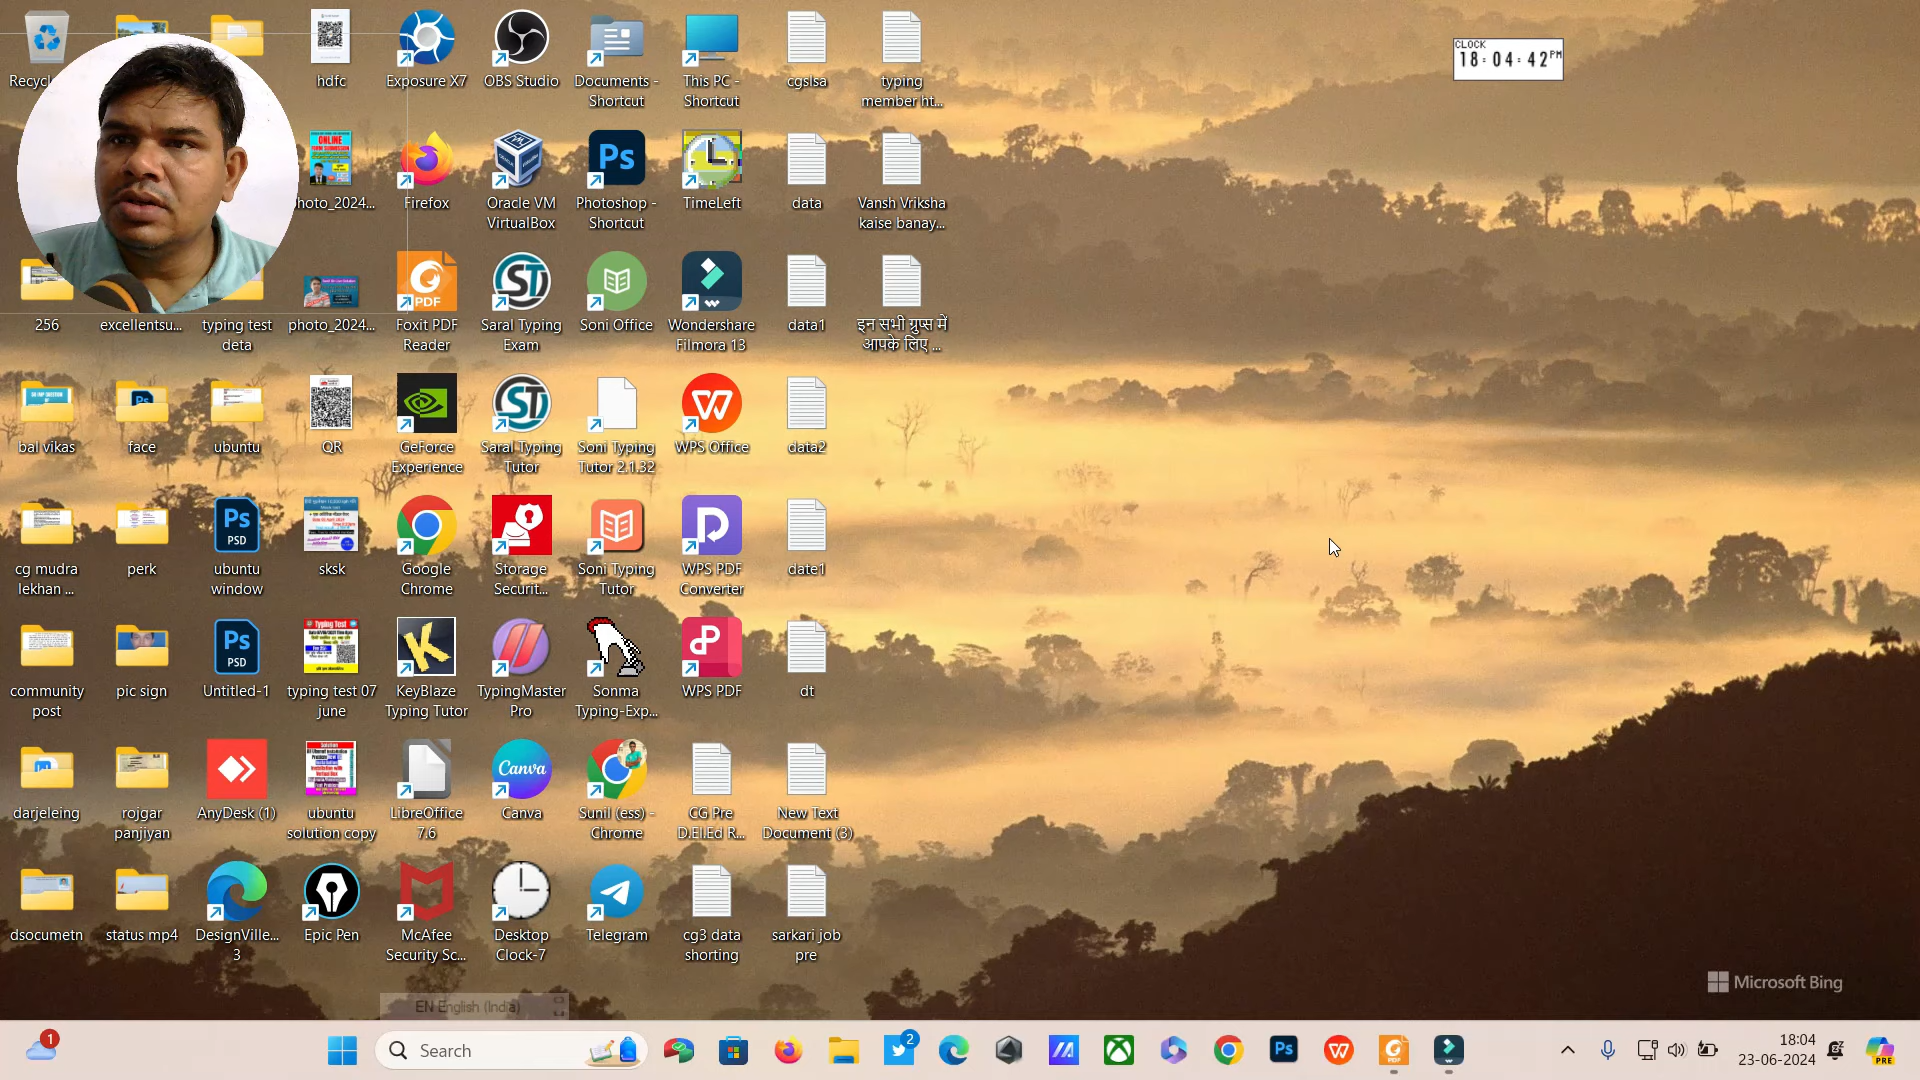 Recyc
hdfc
Exposure X7
OBS Studio
Documents -
Shortcut
This PC -
Shortcut
cgslsa
typing
member ht...
CLOCK
18:04:42PM
hoto_2024...
Firefox
Oracle VM
VirtualBox
Photoshop -
Shortcut
TimeLeft
data
Vansh Vriksha
kaise banay...
256
excellentsu...
typing test
deta
photo_2024...
Foxit PDF
Reader
Saral Typing
Exam
Soni Office
Wondershare
Filmora 13
data1
इन सभी ग्रुप्स में
आपके लिए ...
bal vikas
face
ubuntu
QR
GeForce
Experience
Saral Typing
Tutor
Soni Typing
Tutor 2.1.32
WPS Office
data2
cg mudra
lekhan ...
perk
ubuntu
window
sksk
Google
Chrome
Storage
Securit...
Soni Typing
Tutor
WPS PDF
Converter
date1
community
post
pic sign
Untitled-1
typing test 07
june
KeyBlaze
Typing Tutor
TypingMaster
Pro
Sonma
Typing-Exp...
WPS PDF
dt
darjeleing
rojgar
panjiyan
AnyDesk (1)
ubuntu
solution copy
LibreOffice
7.6
Canva
Sunil (ess) -
Chrome
CG Pre
D.El.Ed R...
New Text
Document (3)
dsocumetn
status mp4
DesignVille...
3
Epic Pen
McAfee
Security Sc...
Desktop
Clock-7
Telegram
cg3 data
shorting
sarkari job
pre
Microsoft Bing
EN English (India)
1
Search
2
18:04
23-06-2024